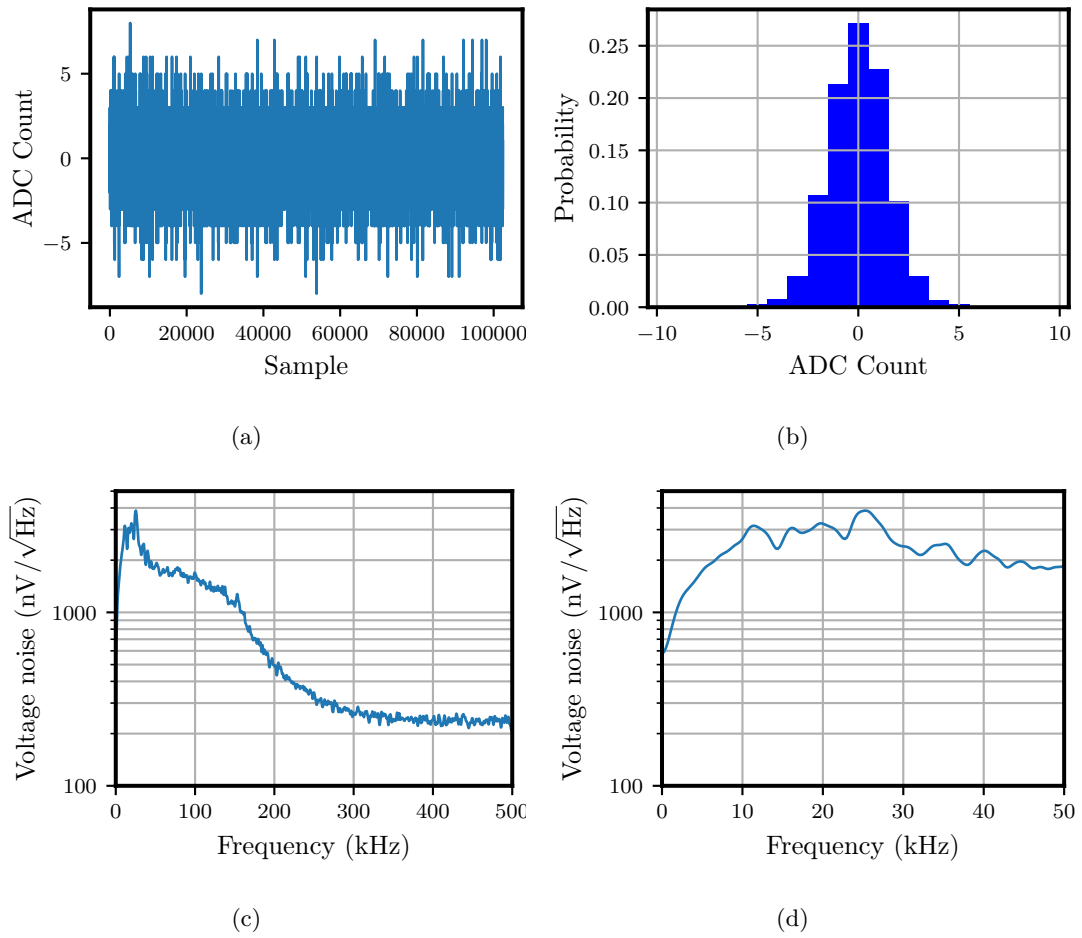 5
0
−5
ADC Count
0 20000 40000 60000 80000 100000
Sample
(a)
0.25
0.20
0.15
0.10
0.05
0.00
Probability
−10 −5 0 5 10
ADC Count
(b)
1000
100
Voltage noise (nV/√Hz)
0 100 200 300 400 500
Frequency (kHz)
(c)
1000
100
Voltage noise (nV/√Hz)
0 10 20 30 40 50
Frequency (kHz)
(d)